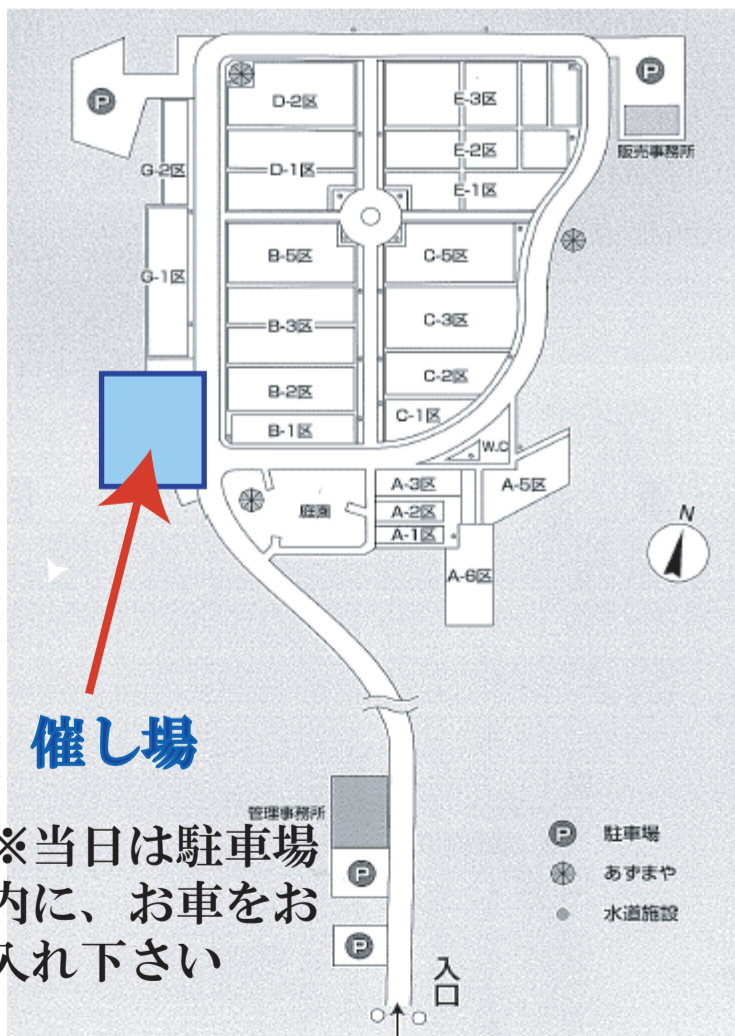 P
P
D-2区
E-3区
販売事務所
G-2区
D-1区
E-2区
E-1区
G-1区
B-5区
C-5区
B-3区
C-3区
B-2区
C-2区
B-1区
C-1区
W.C
A-3区
A-5区
庭園
A-2区
A-1区
N
A-6区
催し場
管理事務所
※当日は駐車場
内に、お車をお
入れ下さい
P
P
P 駐車場
あずまや
水道施設
入口